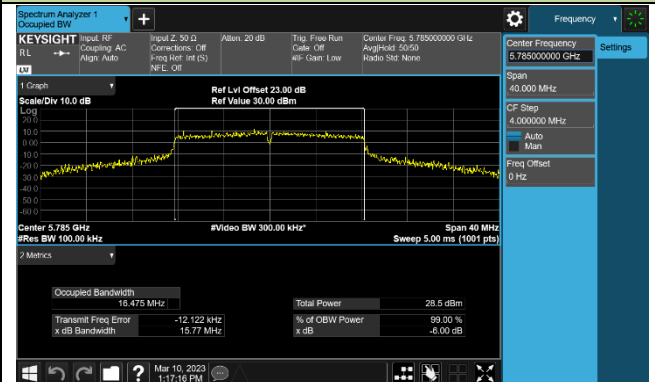 Spectrum Analyzer 1
Occupied BW
+
Frequency
KEYSIGHT
RL
LXI
Input: RF
Coupling: AC
Align: Auto
Input Z: 50 Ω
Corrections: Off
Freq Ref: Int (S)
NFE: Off
Atten: 20 dB
Trig: Free Run
Gate: Off
#IF Gain: Low
Center Freq: 5.785000000 GHz
Avg|Hold: 50/50
Radio Std: None
Center Frequency
5.785000000 GHz
Settings
Span
40.000 MHz
CF Step
4.000000 MHz
Auto
Man
Freq Offset
0 Hz
1 Graph
Scale/Div 10.0 dB
Ref Lvl Offset 23.00 dB
Ref Value 30.00 dBm
Log
20.0
10.0
0.00
-10.0
-20.0
-30.0
-40.0
-50.0
-60.0
Center 5.785 GHz
#Video BW 300.00 kHz*
Span 40 MHz
#Res BW 100.00 kHz
Sweep 5.00 ms (1001 pts)
2 Metrics
Occupied Bandwidth
16.475 MHz
Total Power 28.5 dBm
Transmit Freq Error -12.122 kHz
% of OBW Power 99.00 %
x dB Bandwidth 15.77 MHz
x dB -6.00 dB
?
Mar 10, 2023
1:17:16 PM